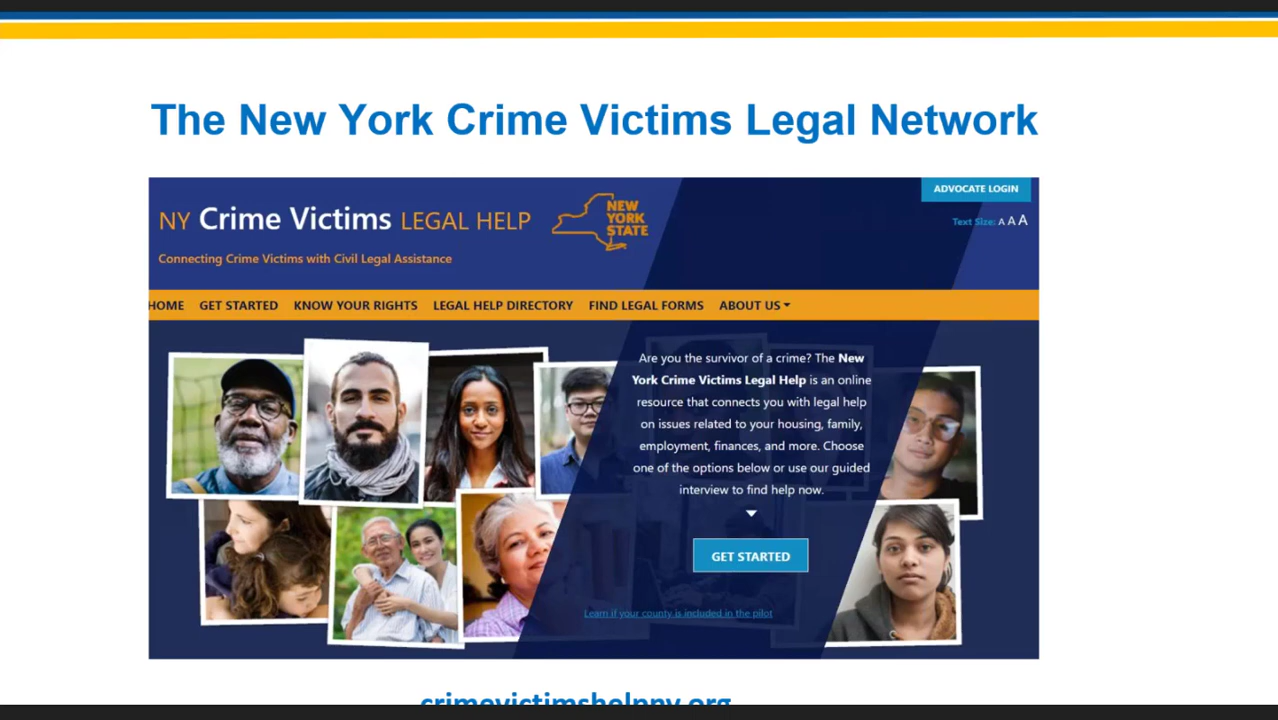 The New York Crime Victims Legal Network
ADVOCATE LOGIN
NY Crime Victims LEGAL HELP
NEW
YORK
STATE
Text Size: A A A
Connecting Crime Victims with Civil Legal Assistance
HOME GET STARTED KNOW YOUR RIGHTS LEGAL HELP DIRECTORY FIND LEGAL FORMS ABOUT US
Are you the survivor of a crime? The New
York Crime Victims Legal Help is an online
resource that connects you with legal help
on issues related to your housing, family,
employment, finances, and more. Choose
one of the options below or use our guided
interview to find help now.
GET STARTED
Learn if your county is included in the pilot
crimevictimshelpny.org